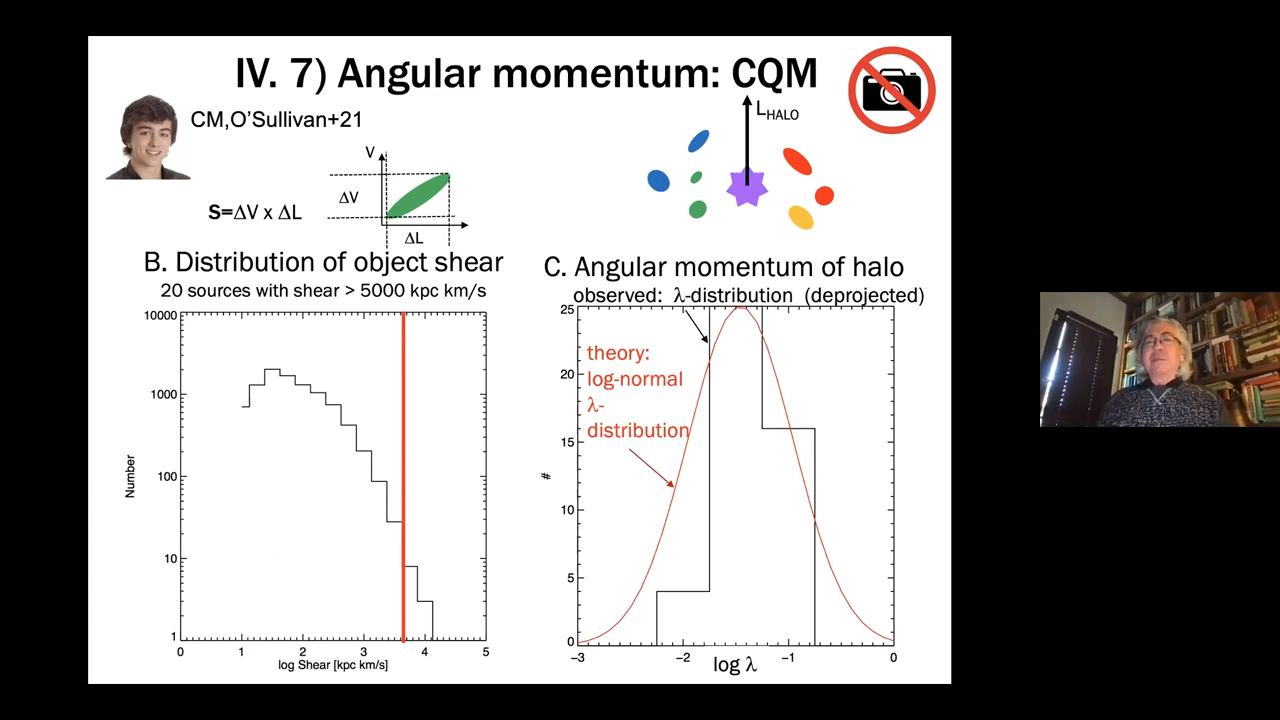 IV. 7) Angular momentum: CQM
CM,O'Sullivan+21
L HALO
V
ΔV
S=ΔV x ΔL
ΔL
B. Distribution of object shear
20 sources with shear > 5000 kpc km/s
10000
1000
100
10
1
Number
0 1 2 3 4 5
log Shear [kpc km/s]
C. Angular momentum of halo
observed: λ-distribution (deprojected)
25
20
15
10
5
0
#
theory:
log-normal
λ-
distribution
−3 −2 −1 0
log λ